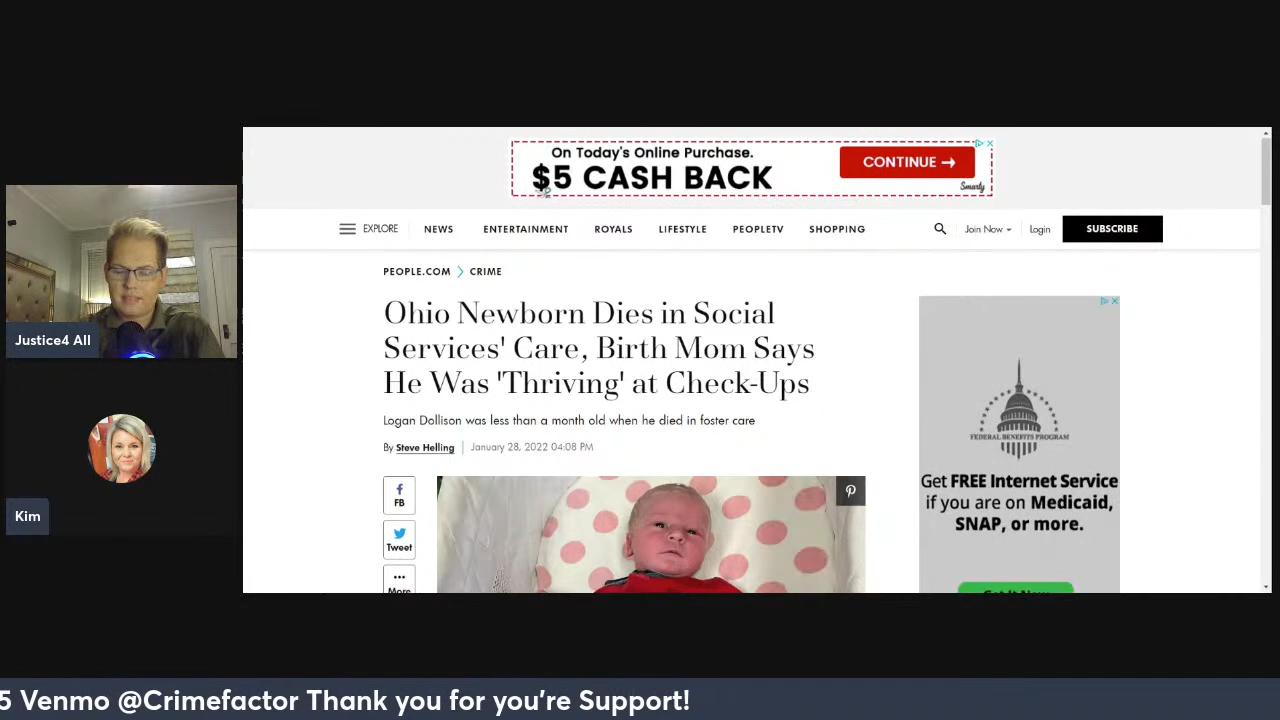 On Today's Online Purchase.
$5 CASH BACK
CONTINUE →
Smarty
EXPLORE
NEWS
ENTERTAINMENT
ROYALS
LIFESTYLE
PEOPLETV
SHOPPING
Join Now
Login
SUBSCRIBE
PEOPLE.COM > CRIME
Ohio Newborn Dies in Social
Services' Care, Birth Mom Says
He Was 'Thriving' at Check-Ups
Logan Dollison was less than a month old when he died in foster care
By Steve Helling | January 28, 2022 04:08 PM
FB
Tweet
More
FEDERAL BENEFITS PROGRAM
Get FREE Internet Service
if you are on Medicaid,
SNAP, or more.
Get It Now
Justice4 All
Kim
5 Venmo @Crimefactor Thank you for you're Support!